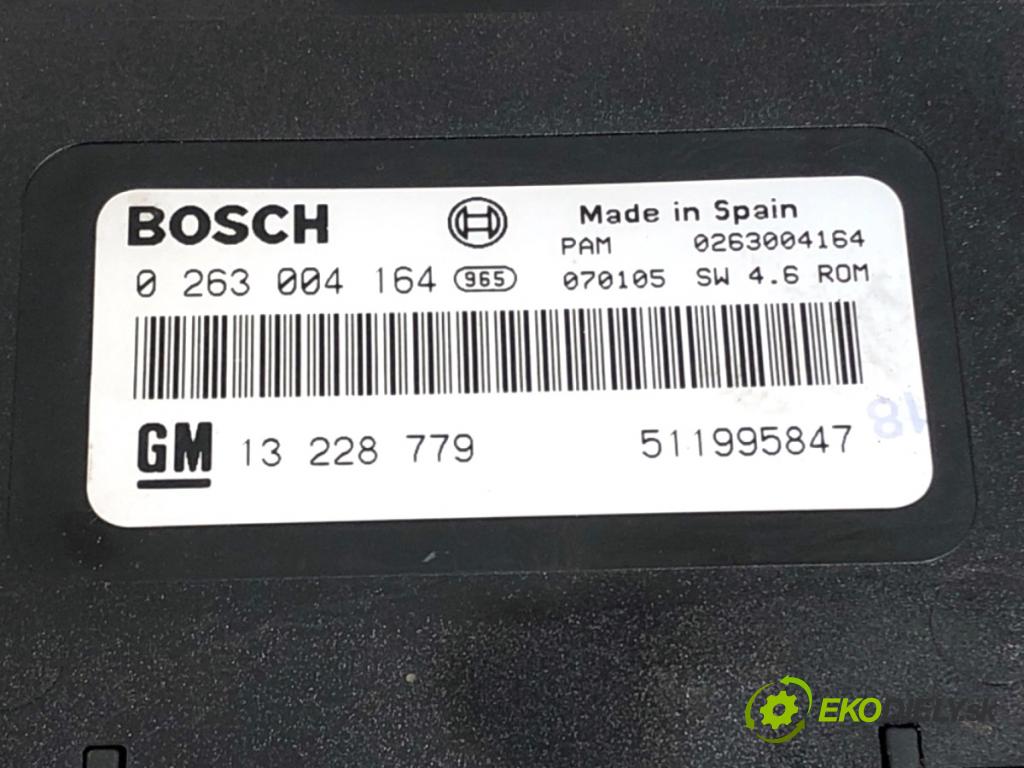 BOSCH
Made in Spain
PAM 0263004164
0 263 004 164 965
070105 SW 4.6 ROM
GM 13 228 779
511995847
18
EKODIELY.SK